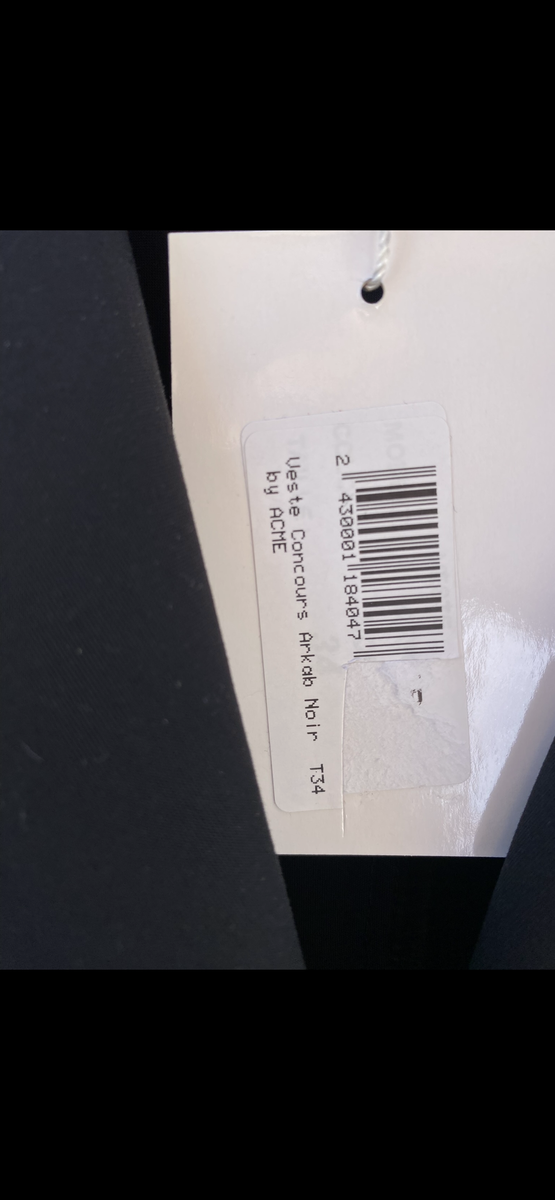 2 430001 184047
Veste Concours Arkab Noir T34
by ACME